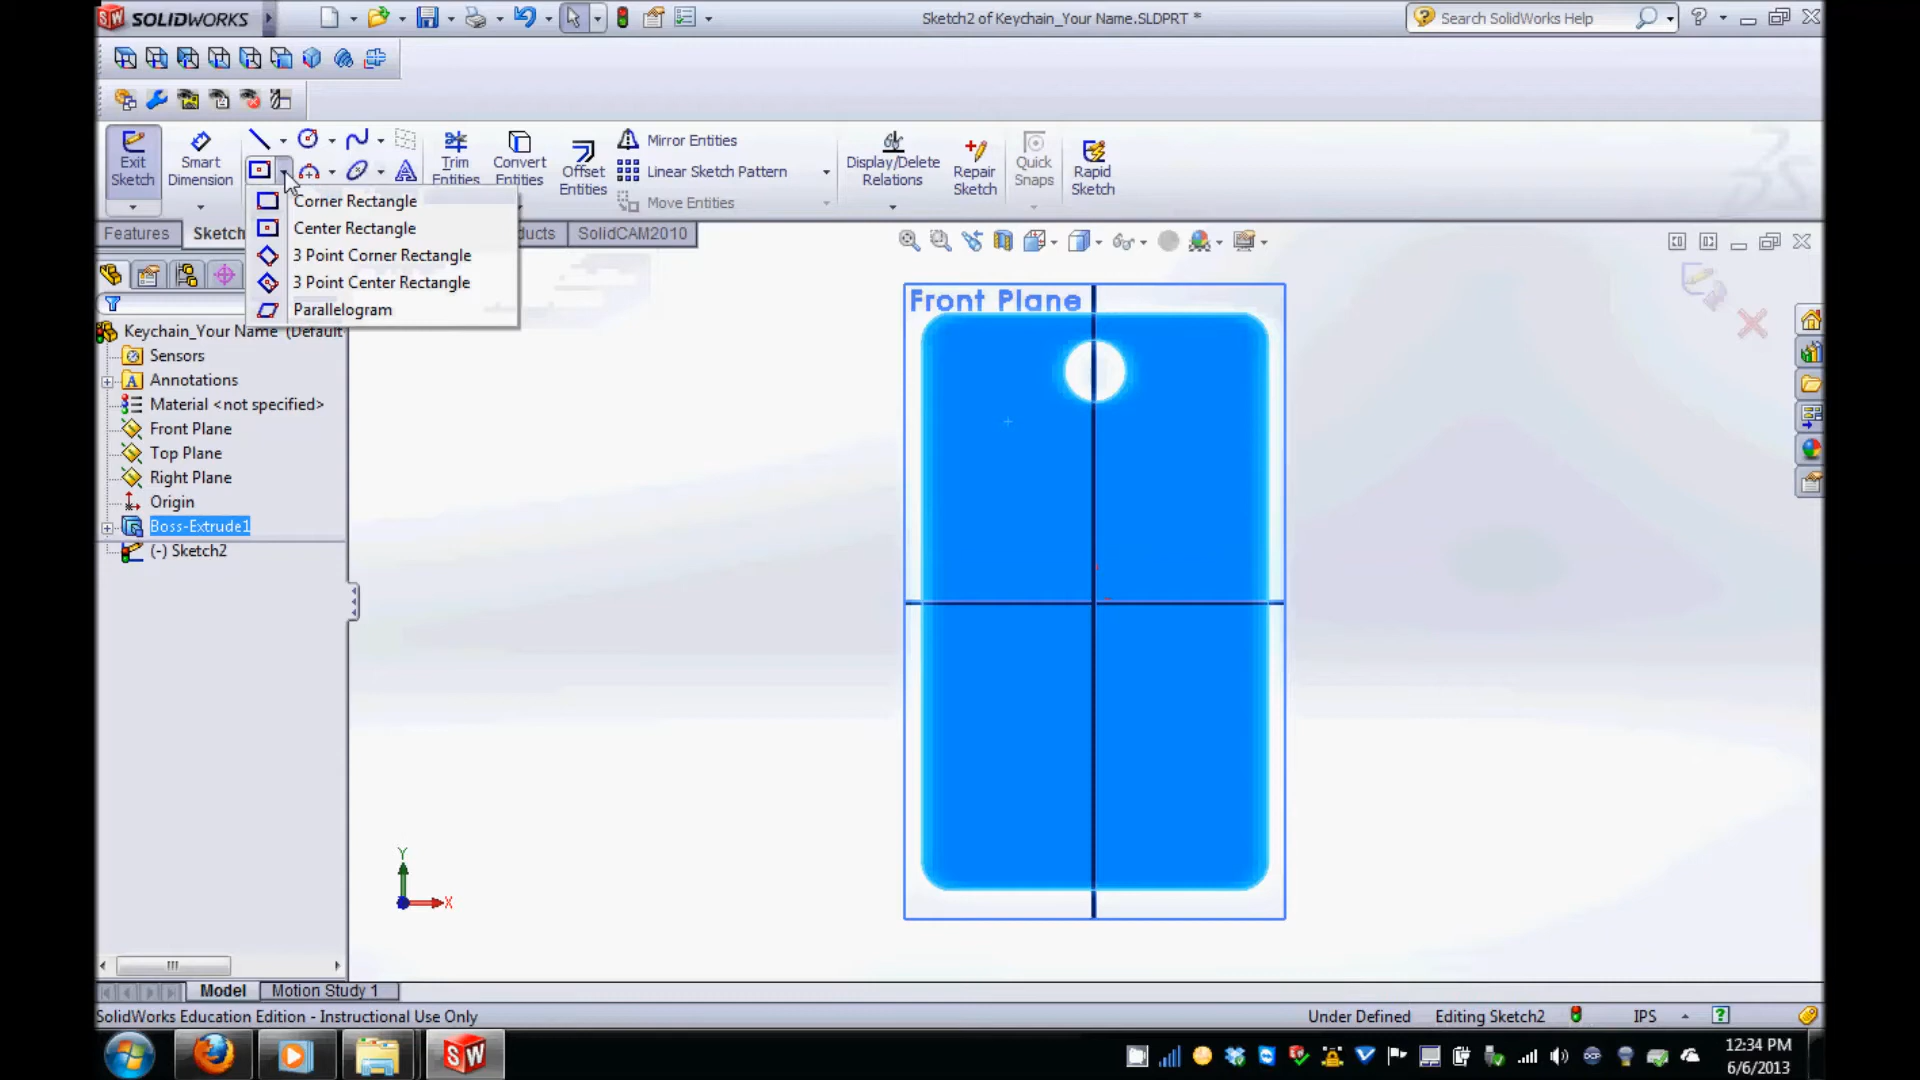 SOLIDWORKS
Sketch2 of Keychain_Your Name.SLDPRT *
Search SolidWorks Help
Exit Sketch
Smart Dimension
Trim Entities
Convert Entities
Offset Entities
Mirror Entities
Linear Sketch Pattern
Move Entities
Display/Delete Relations
Repair Sketch
Quick Snaps
Rapid Sketch
Corner Rectangle
Center Rectangle
3 Point Corner Rectangle
3 Point Center Rectangle
Parallelogram
Features
Sketch
ducts
SolidCAM2010
Front Plane
Keychain_Your Name (Default
Sensors
Annotations
Material <not specified>
Front Plane
Top Plane
Right Plane
Origin
Boss-Extrude1
(-) Sketch2
Y
X
Model
Motion Study 1
SolidWorks Education Edition - Instructional Use Only
Under Defined
Editing Sketch2
IPS
12:34 PM
6/6/2013